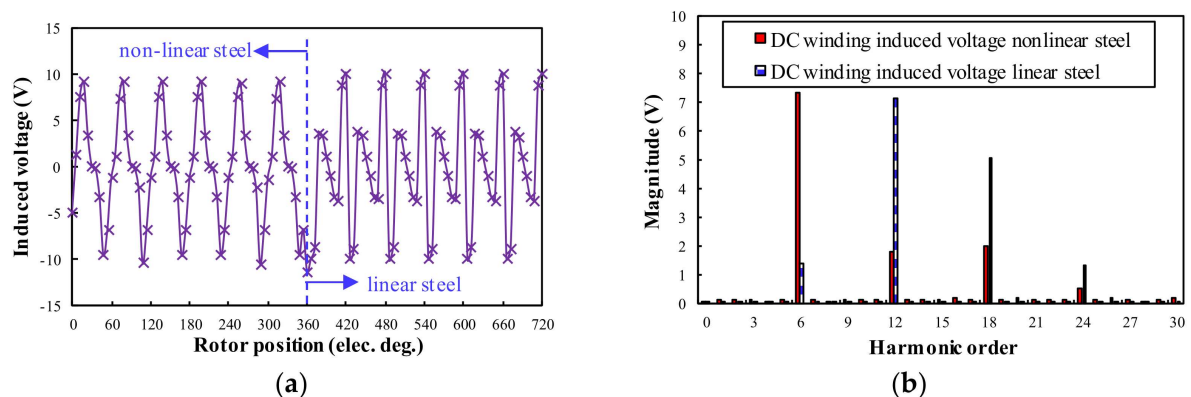 15
10
5
0
-5
-10
-15
Induced voltage (V)
non-linear steel
linear steel
0 60 120 180 240 300 360 420 480 540 600 660 720
Rotor position (elec. deg.)
(a)
10
9
8
7
6
5
4
3
2
1
0
Magnitude (V)
DC winding induced voltage nonlinear steel
DC winding induced voltage linear steel
0 3 6 9 12 15 18 21 24 27 30
Harmonic order
(b)